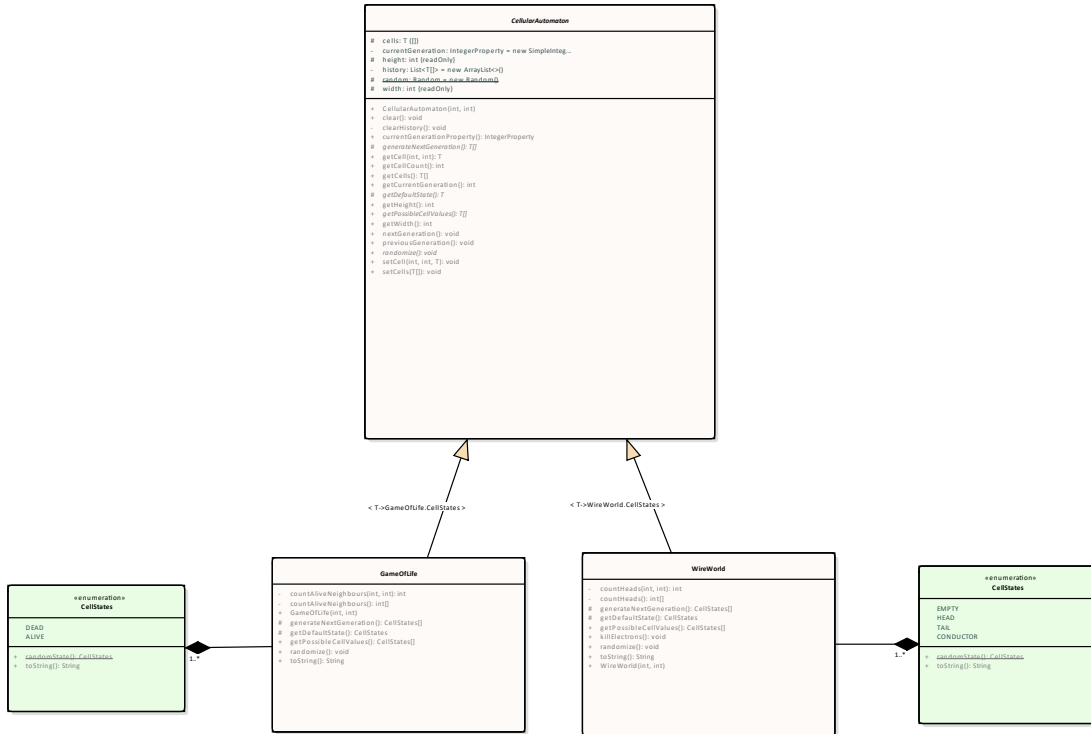 CellularAutomaton
# cells: T ([])
- currentGeneration: IntegerProperty = new SimpleInteg...
# height: int {readOnly}
- history: List<T[]> = new ArrayList<>()
# random: Random = new Random()
# width: int {readOnly}
+ CellularAutomaton(int, int)
+ clear(): void
- clearHistory(): void
+ currentGenerationProperty(): IntegerProperty
# generateNextGeneration(): T[]
+ getCell(int, int): T
+ getCellCount(): int
+ getCells(): T[]
+ getCurrentGeneration(): int
# getDefaultState(): T
+ getHeight(): int
+ getPossibleCellValues(): T[]
+ getWidth(): int
+ nextGeneration(): void
+ previousGeneration(): void
+ randomize(): void
+ setCell(int, int, T): void
+ setCells(T[]): void
< T->GameOfLife.CellStates >
< T->WireWorld.CellStates >
«enumeration»
CellStates
DEAD
ALIVE
+ randomState(): CellStates
+ toString(): String
1..*
GameOfLife
- countAliveNeighbours(int, int): int
- countAliveNeighbours(): int[]
+ GameOfLife(int, int)
# generateNextGeneration(): CellStates[]
# getDefaultState(): CellStates
+ getPossibleCellValues(): CellStates[]
+ randomize(): void
+ toString(): String
WireWorld
- countHeads(int, int): int
- countHeads(): int[]
# generateNextGeneration(): CellStates[]
# getDefaultState(): CellStates
+ getPossibleCellValues(): CellStates[]
+ killElectrons(): void
+ randomize(): void
+ toString(): String
+ WireWorld(int, int)
1..*
«enumeration»
CellStates
EMPTY
HEAD
TAIL
CONDUCTOR
+ randomState(): CellStates
+ toString(): String